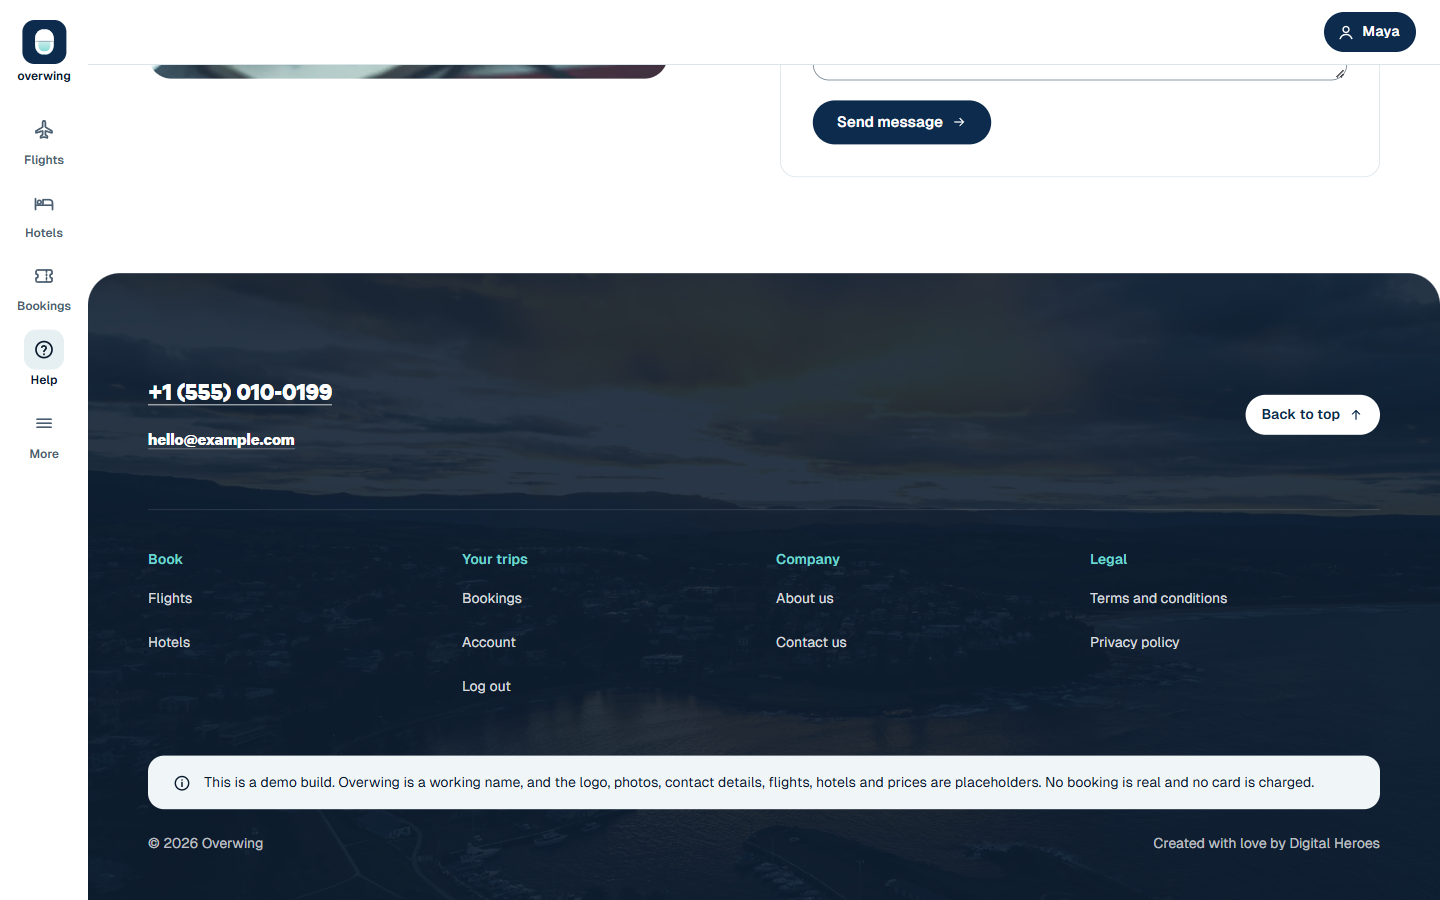 overwing
Maya
Flights
Hotels
Bookings
Help
More
Send message
+1 (555) 010-0199
hello@example.com
Back to top
Book
Flights
Hotels
Your trips
Bookings
Account
Log out
Company
About us
Contact us
Legal
Terms and conditions
Privacy policy
This is a demo build. Overwing is a working name, and the logo, photos, contact details, flights, hotels and prices are placeholders. No booking is real and no card is charged.
© 2026 Overwing
Created with love by Digital Heroes